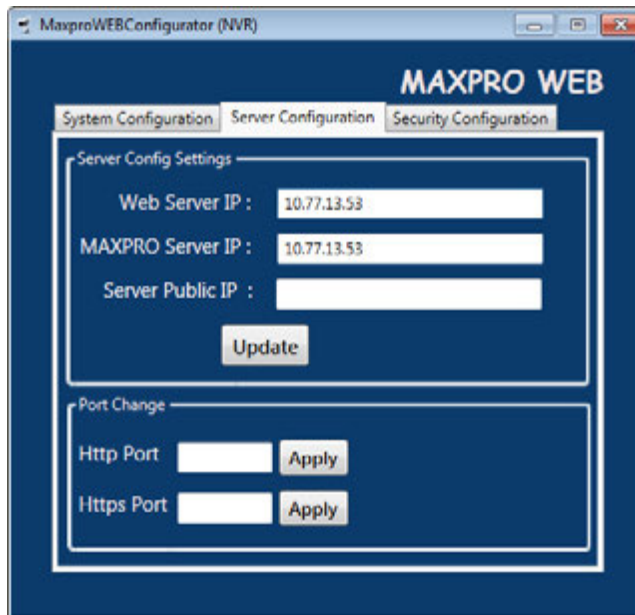 MaxproWEBConfigurator (NVR)
MAXPRO WEB
System Configuration Server Configuration Security Configuration
Server Config Settings
Web Server IP : 10.77.13.53
MAXPRO Server IP : 10.77.13.53
Server Public IP :
Update
Port Change
Http Port Apply
Https Port Apply